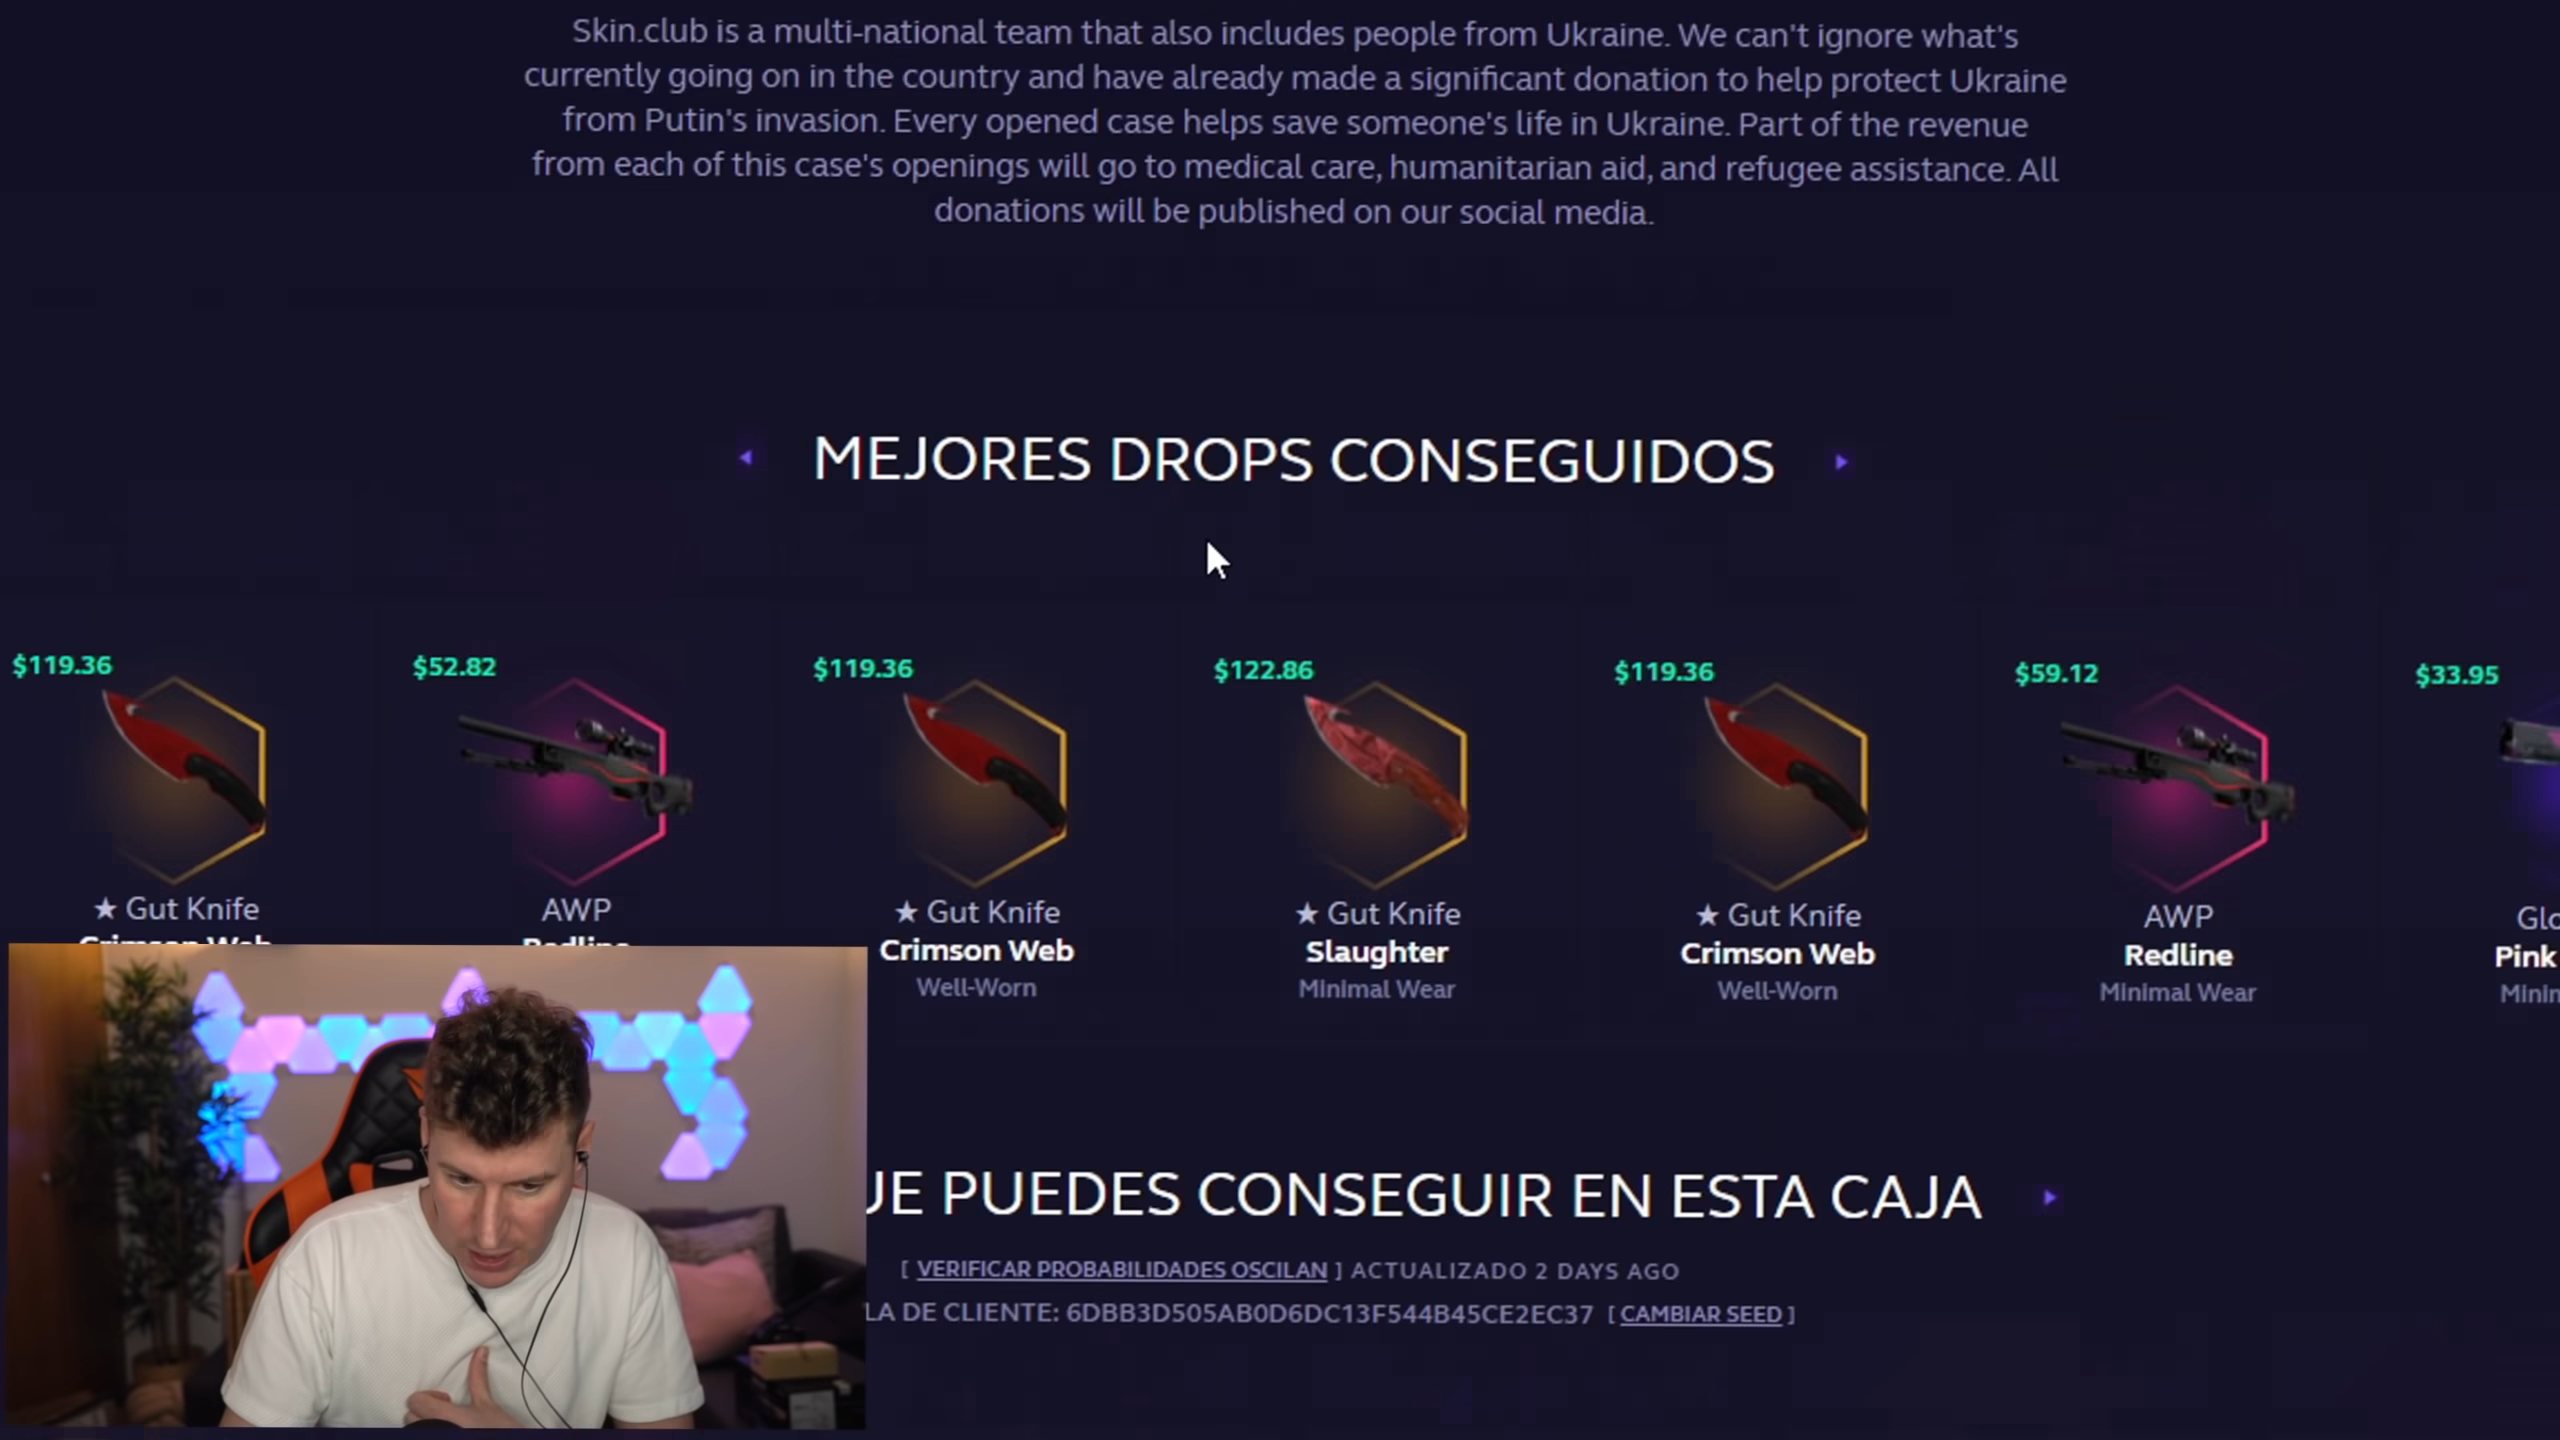 Skin.club is a multi-national team that also includes people from Ukraine. We can't ignore what's
currently going on in the country and have already made a significant donation to help protect Ukraine
from Putin's invasion. Every opened case helps save someone's life in Ukraine. Part of the revenue
from each of this case's openings will go to medical care, humanitarian aid, and refugee assistance. All
donations will be published on our social media.
MEJORES DROPS CONSEGUIDOS
$119.36
★ Gut Knife
Crimson Web
$52.82
AWP
Redline
$119.36
★ Gut Knife
Crimson Web
Well-Worn
$122.86
★ Gut Knife
Slaughter
Minimal Wear
$119.36
★ Gut Knife
Crimson Web
Well-Worn
$59.12
AWP
Redline
Minimal Wear
$33.95
Pink
PUEDES CONSEGUIR EN ESTA CAJA
[ VERIFICAR PROBABILIDADES OSCILAN ] ACTUALIZADO 2 DAYS AGO
DE CLIENTE: 6DBB3D505AB0D6DC13F544B45CE2EC37 [ CAMBIAR SEED ]